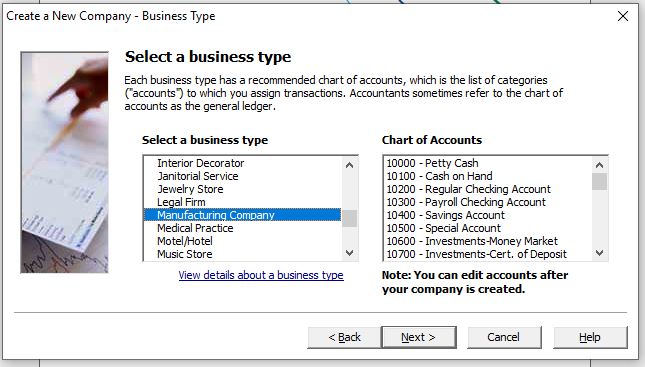 Create a New Company - Business Type
Select a business type
Each business type has a recommended chart of accounts, which is the list of categories
("accounts") to which you assign transactions. Accountants sometimes refer to the chart of
accounts as the general ledger.
Select a business type
Interior Decorator
Janitorial Service
Jewelry Store
Legal Firm
Manufacturing Company
Medical Practice
Motel/Hotel
Music Store
View details about a business type
Chart of Accounts
10000 - Petty Cash
10100 - Cash on Hand
10200 - Regular Checking Account
10300 - Payroll Checking Account
10400 - Savings Account
10500 - Special Account
10600 - Investments-Money Market
10700 - Investments-Cert. of Deposit
Note: You can edit accounts after
your company is created.
< Back
Next >
Cancel
Help